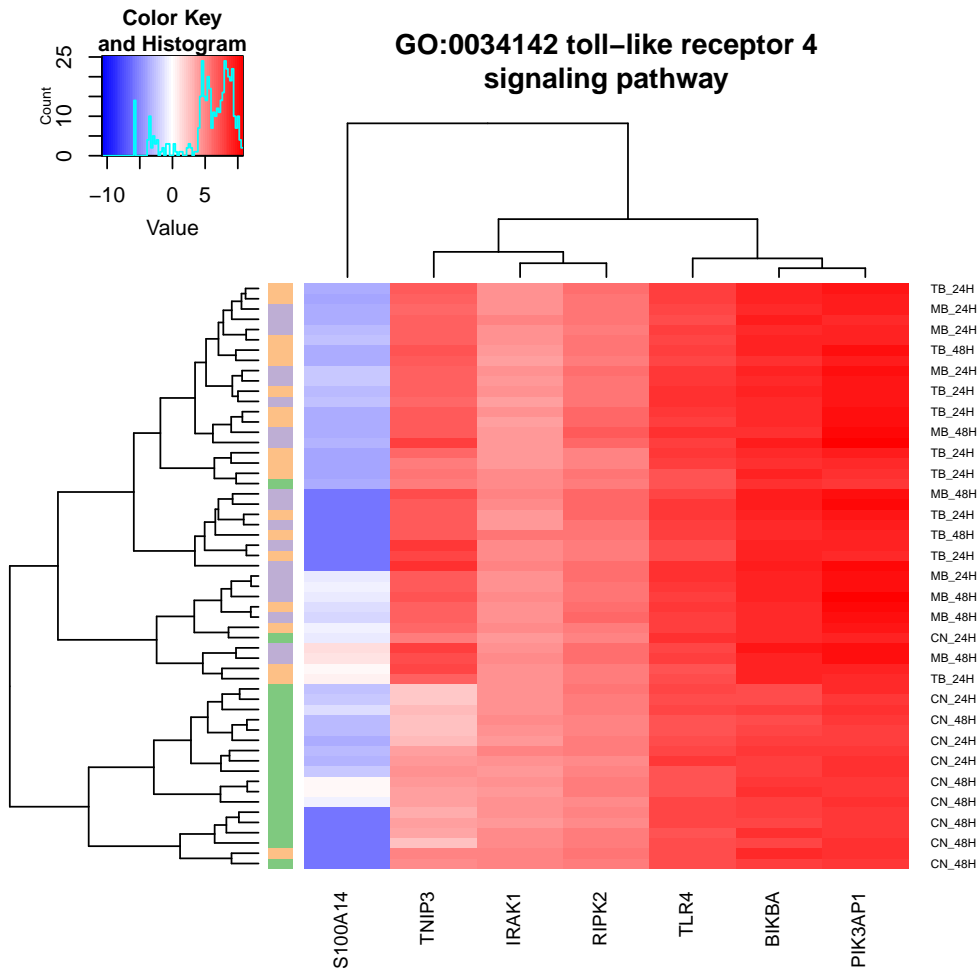 Color Key
and Histogram
Count
0
10
25
−10
0
5
Value
GO:0034142 toll−like receptor 4
signaling pathway
TB_24H
MB_24H
MB_24H
TB_48H
MB_24H
TB_24H
TB_24H
MB_48H
TB_24H
TB_24H
MB_48H
TB_24H
TB_48H
TB_24H
MB_24H
MB_48H
MB_48H
CN_24H
MB_48H
TB_24H
CN_24H
CN_48H
CN_24H
CN_24H
CN_48H
CN_48H
CN_48H
CN_48H
CN_48H
S100A14
TNIP3
IRAK1
RIPK2
TLR4
BIKBA
PIK3AP1